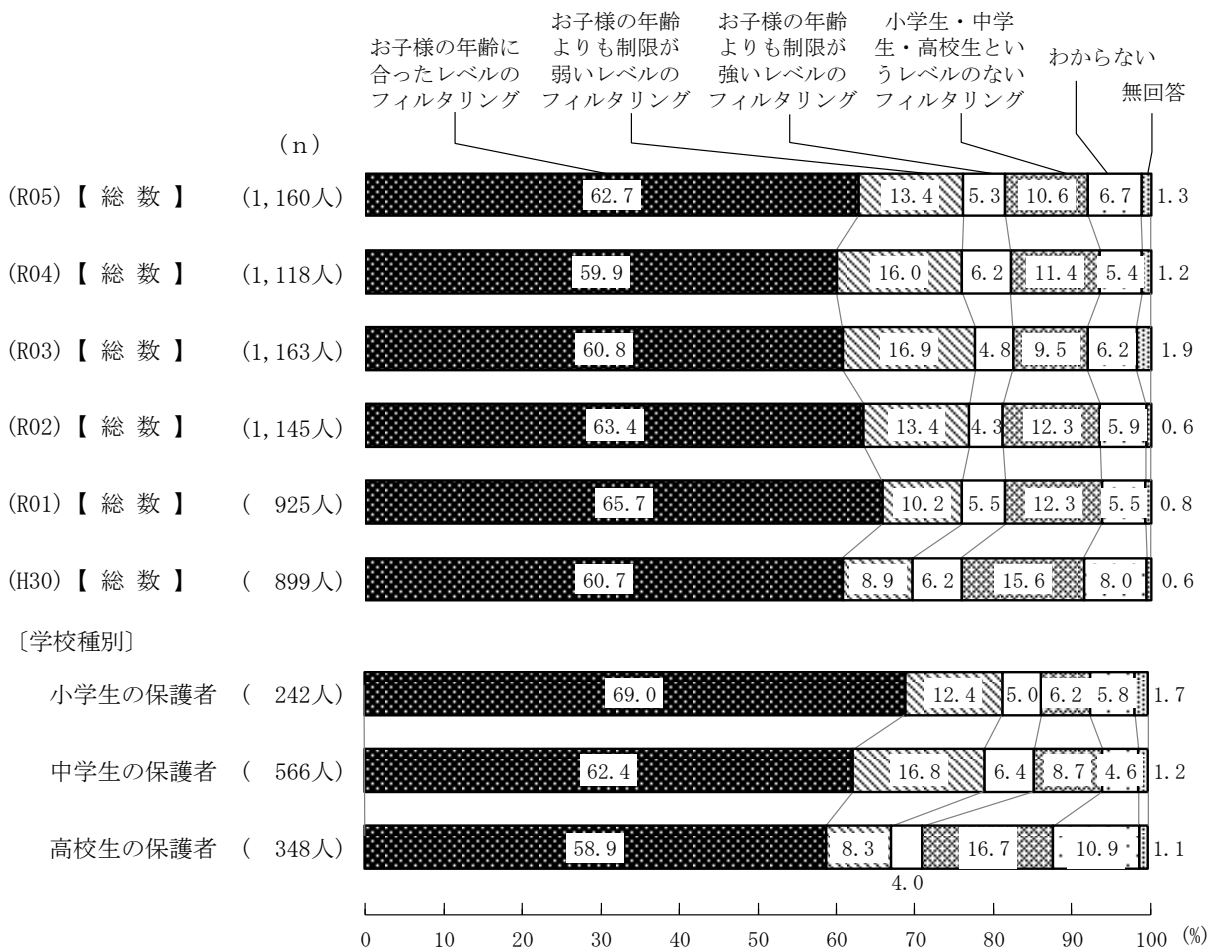 お子様の年齢に
合ったレベルの
フィルタリング
お子様の年齢
よりも制限が
弱いレベルの
フィルタリング
お子様の年齢
よりも制限が
強いレベルの
フィルタリング
小学生・中学
生・高校生とい
うレベルのない
フィルタリング
わからない
無回答
(n)
(R05)【 総 数 】 (1,160人) 62.7 13.4 5.3 10.6 6.7 1.3
(R04)【 総 数 】 (1,118人) 59.9 16.0 6.2 11.4 5.4 1.2
(R03)【 総 数 】 (1,163人) 60.8 16.9 4.8 9.5 6.2 1.9
(R02)【 総 数 】 (1,145人) 63.4 13.4 4.3 12.3 5.9 0.6
(R01)【 総 数 】 ( 925人) 65.7 10.2 5.5 12.3 5.5 0.8
(H30)【 総 数 】 ( 899人) 60.7 8.9 6.2 15.6 8.0 0.6
〔学校種別〕
小学生の保護者 ( 242人) 69.0 12.4 5.0 6.2 5.8 1.7
中学生の保護者 ( 566人) 62.4 16.8 6.4 8.7 4.6 1.2
高校生の保護者 ( 348人) 58.9 8.3 16.7 10.9 1.1
4.0
0 10 20 30 40 50 60 70 80 90 100 (%)